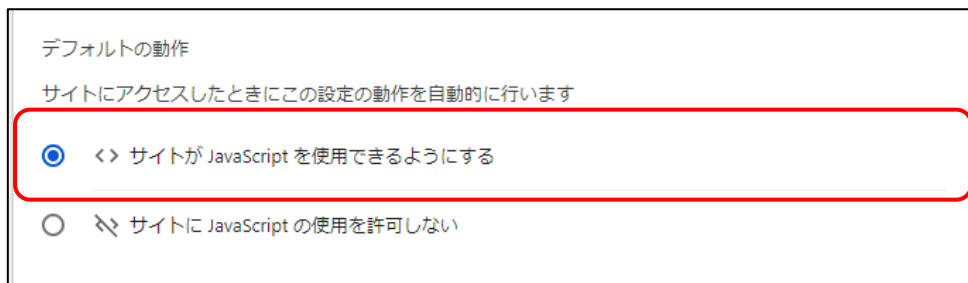 デフォルトの動作
サイトにアクセスしたときにこの設定の動作を自動的に行います
<> サイトが JavaScript を使用できるようにする
サイトに JavaScript の使用を許可しない